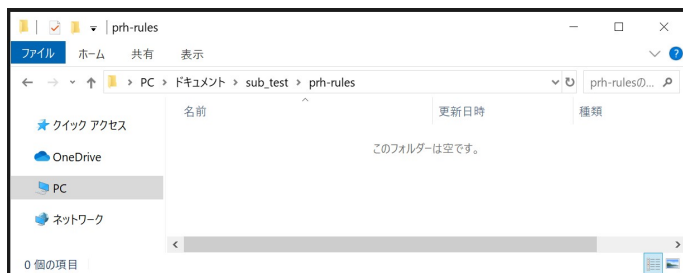 prh-rules
ファイル ホーム 共有 表示
PC ドキュメント sub_test prh-rules prh-rulesの...
名前 更新日時 種類
クイック アクセス
このフォルダーは空です。
OneDrive
PC
ネットワーク
0 個の項目